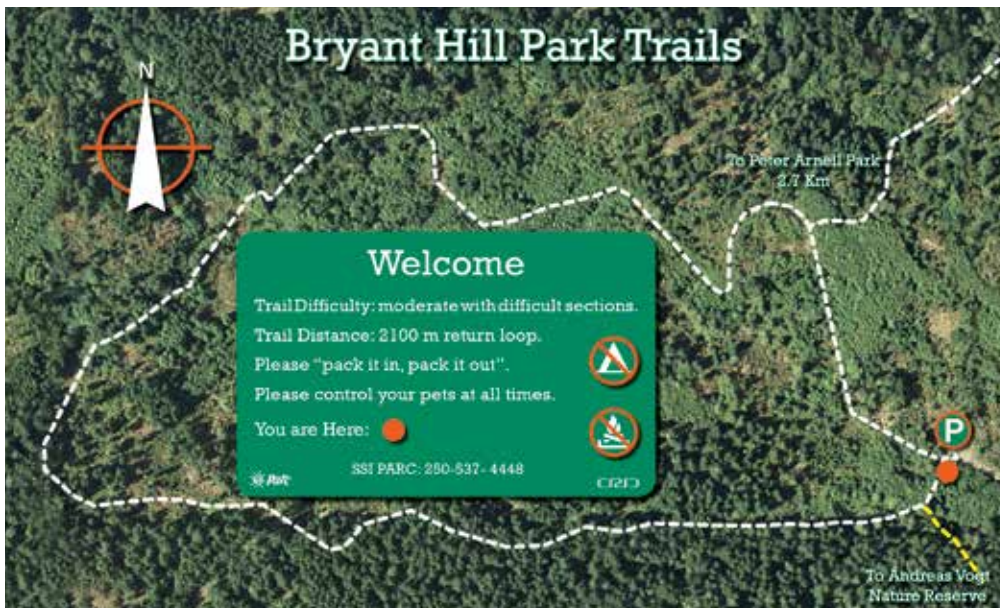 Bryant Hill Park Trails
N
To Peter Arnell Park
2.7 Km
Welcome
Trail Difficulty: moderate with difficult sections.
Trail Distance: 2100 m return loop.
Please "pack it in, pack it out".
Please control your pets at all times.
You are Here:
SSI PARC: 250-537-4448
CRD
P
To Andreas Vogt
Nature Reserve